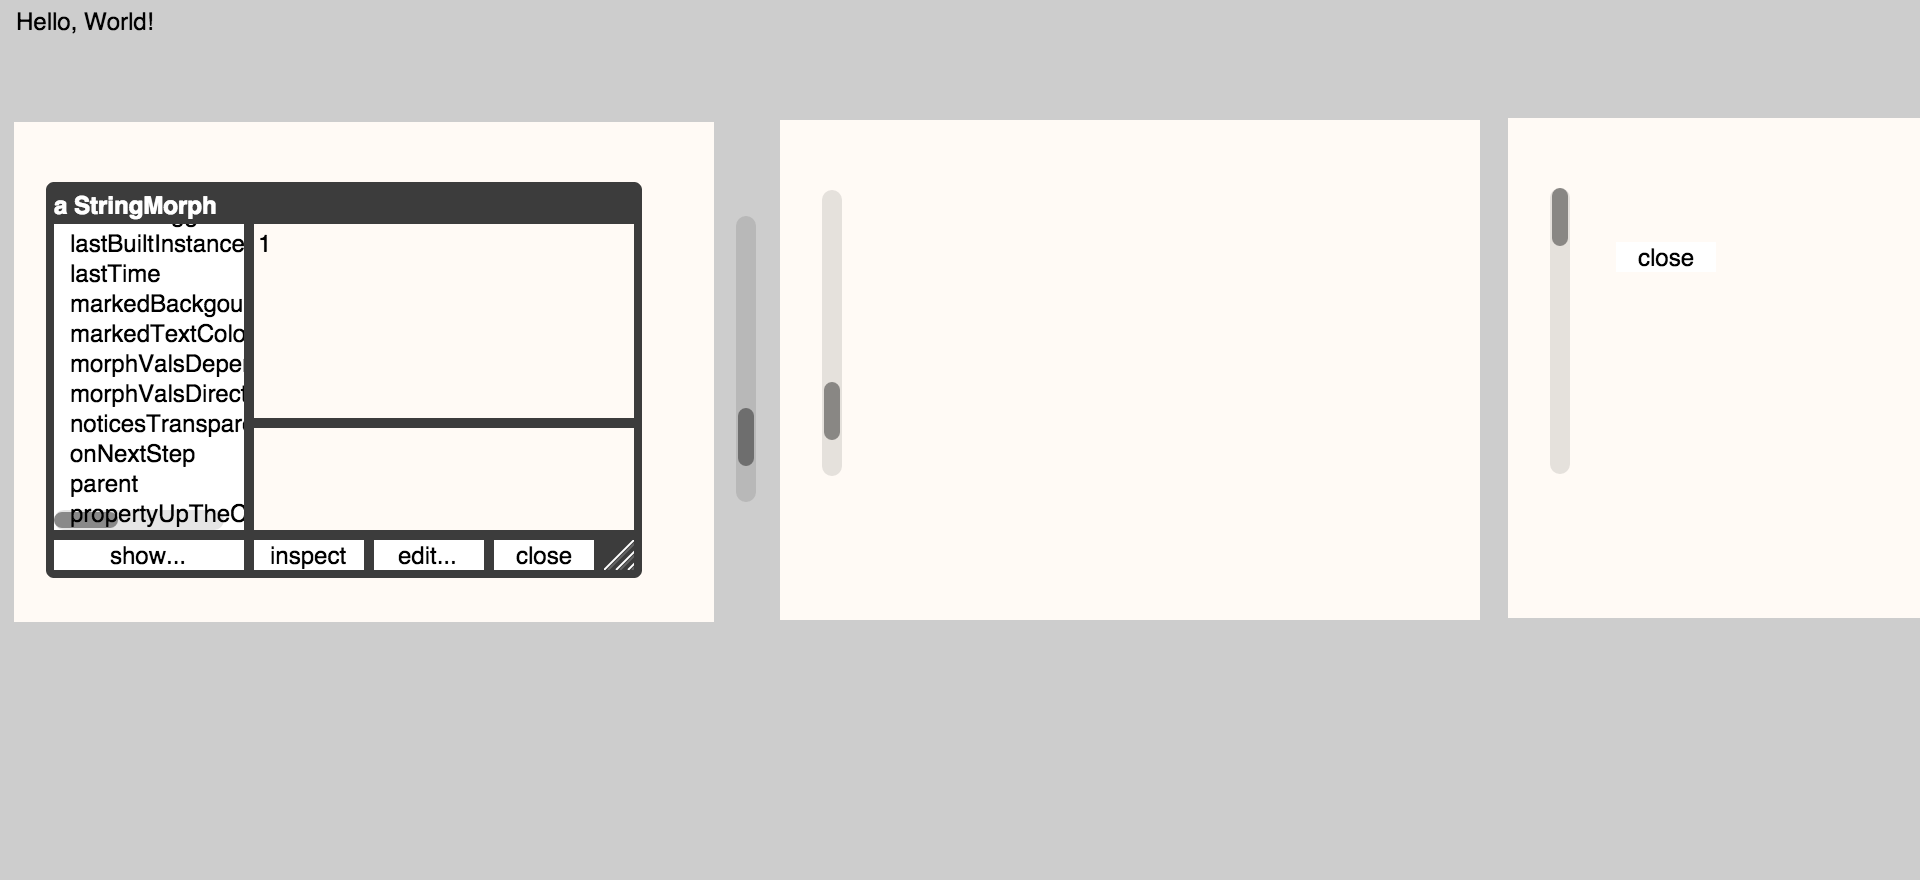 Hello, World!
a StringMorph
lastBuiltInstance
lastTime
markedBackgou
markedTextColo
morphValsDepe
morphValsDirect
noticesTranspar
onNextStep
parent
propertyUpTheC
1
show...
inspect
edit...
close
close